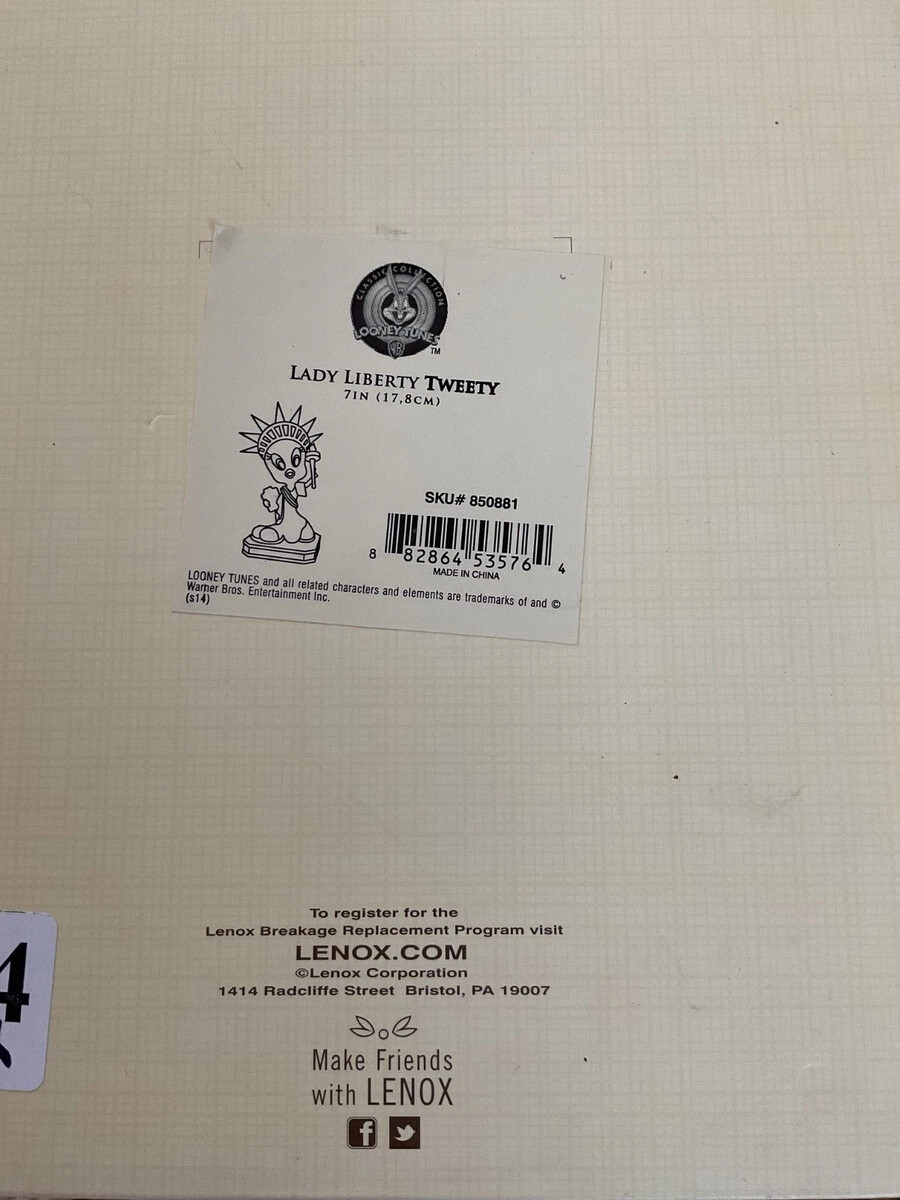 CLASSIC COLLECTION
LOONEY TUNES
WB
TM
LADY LIBERTY TWEETY
7IN (17,8CM)
SKU# 850881
8 82864 53576 4
MADE IN CHINA
LOONEY TUNES and all related characters and elements are trademarks of and ©
Warner Bros. Entertainment Inc.
(s14)
4
To register for the
Lenox Breakage Replacement Program visit
LENOX.COM
©Lenox Corporation
1414 Radcliffe Street Bristol, PA 19007
Make Friends
with LENOX
f